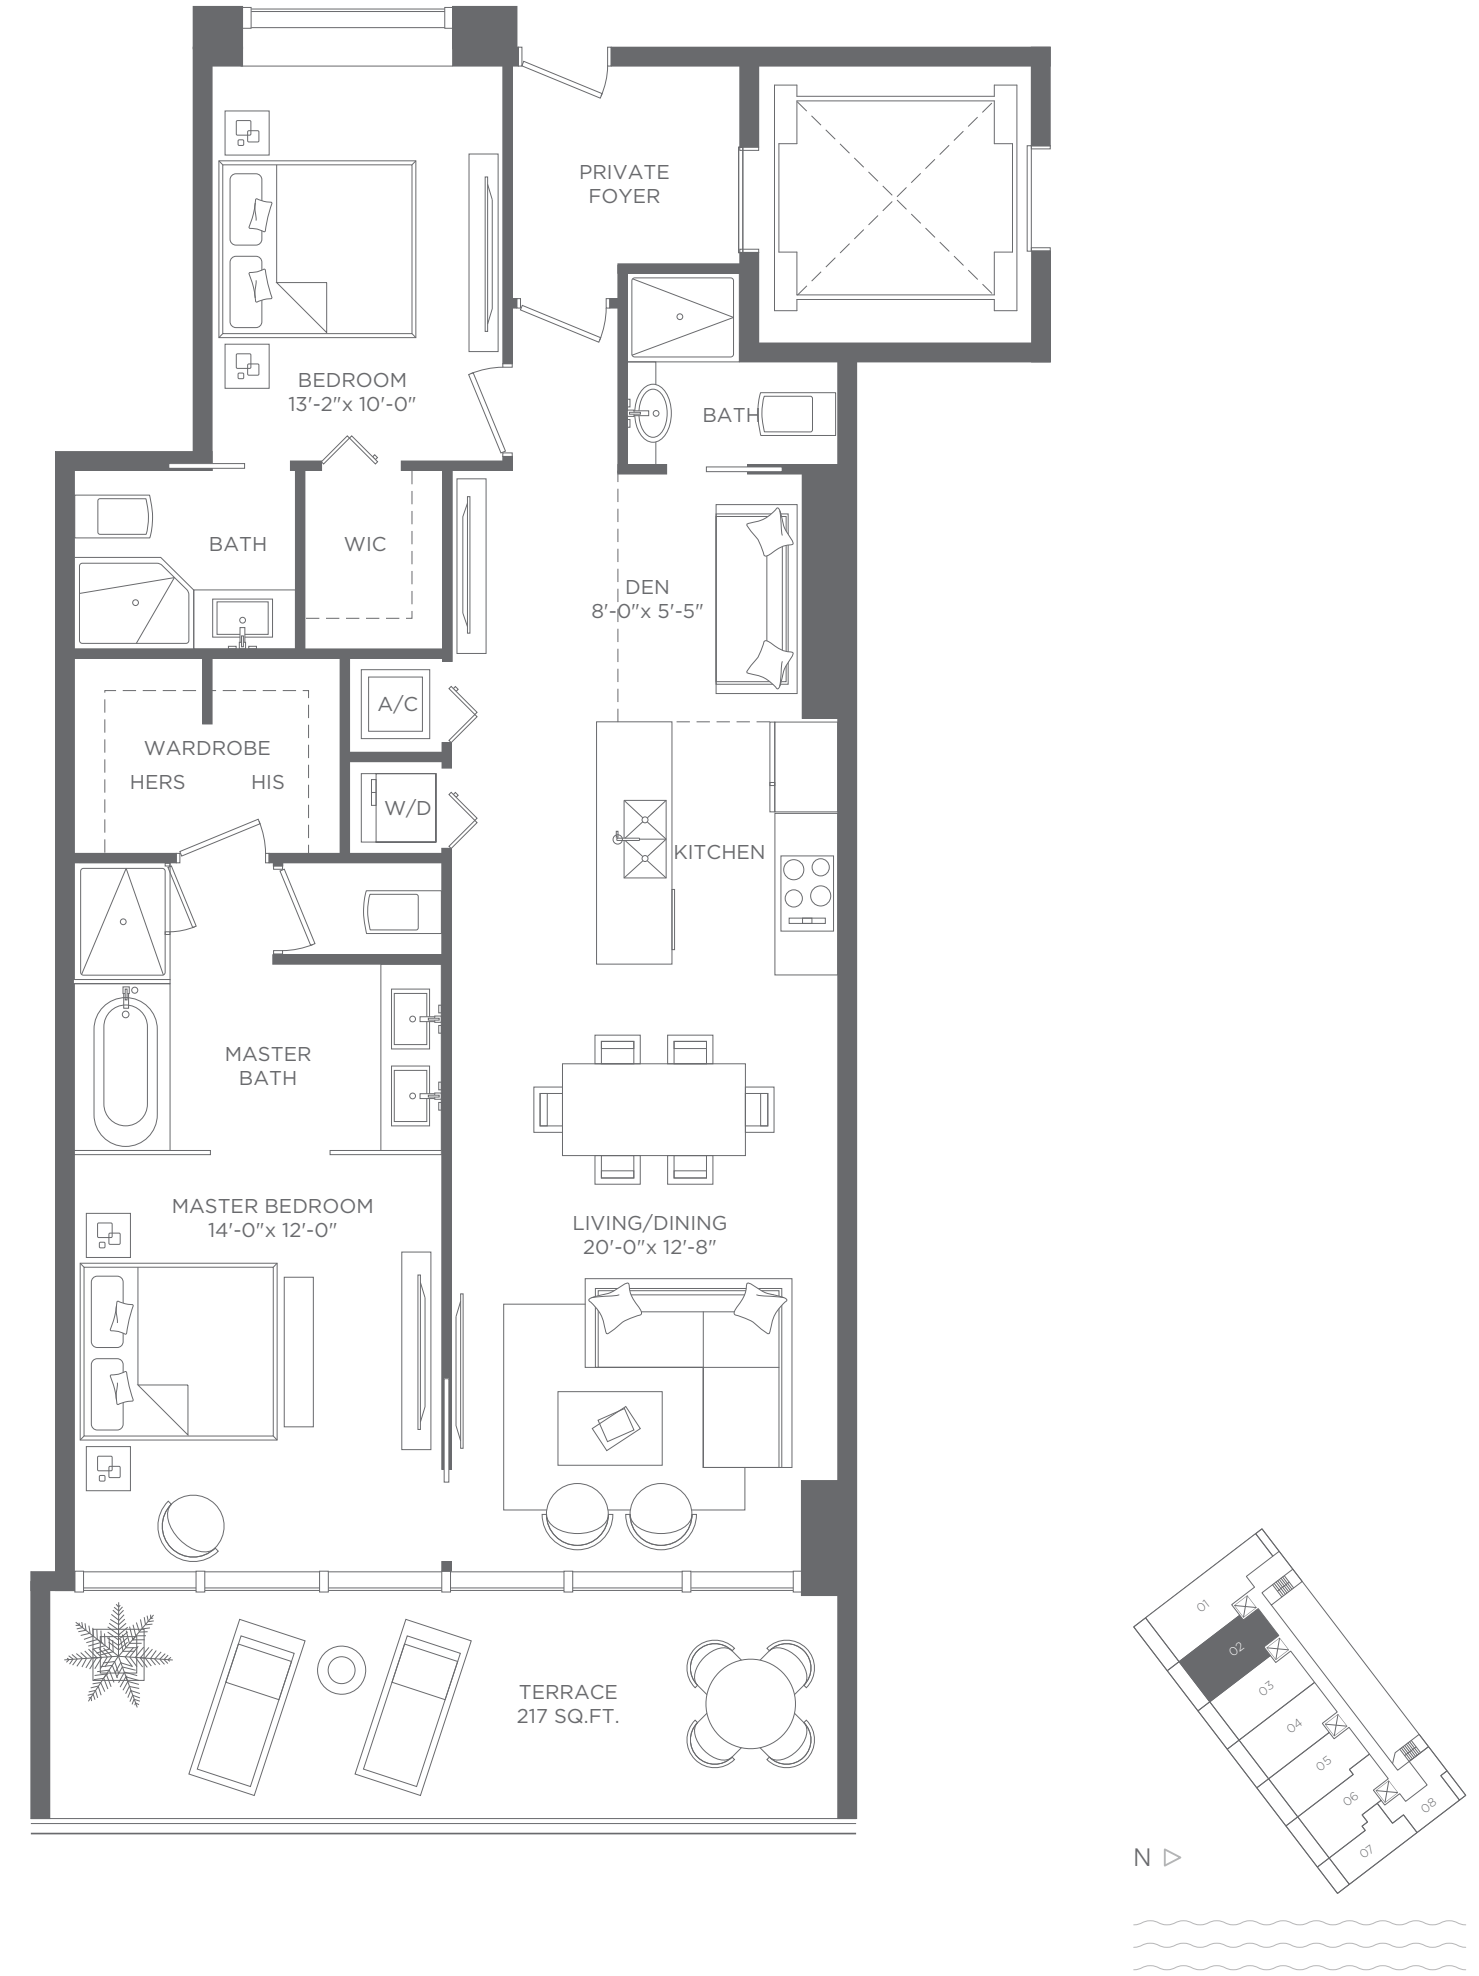 PRIVATE
FOYER
BEDROOM
13'-2"x 10'-0"
BATH
BATH
WIC
DEN
8'-0"x 5'-5"
A/C
WARDROBE
HERS HIS
W/D
KITCHEN
MASTER
BATH
MASTER BEDROOM
14'-0"x 12'-0"
LIVING/DINING
20'-0"x 12'-8"
TERRACE
217 SQ.FT.
01
02
03
04
05
06
07
08
N